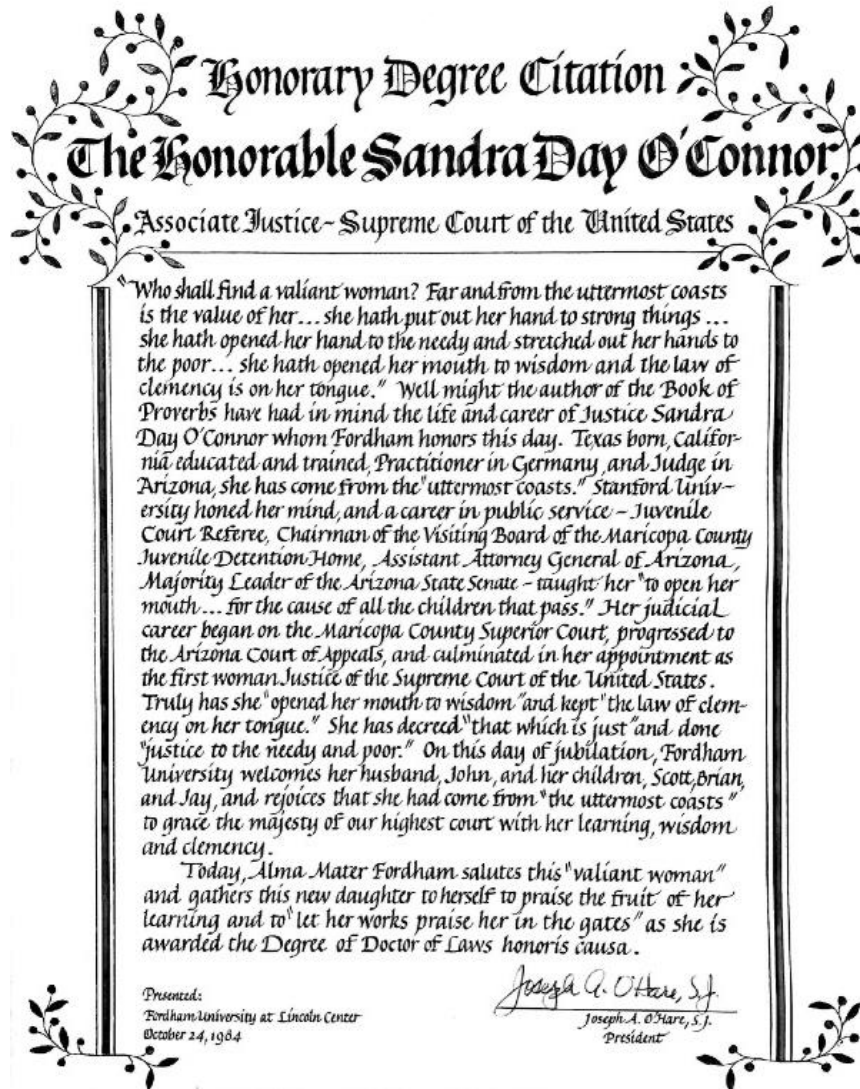 Honorary Degree Citation
The Honorable Sandra Day O'Connor
Associate Justice ~ Supreme Court of the United States
"Who shall find a valiant woman? Far and from the uttermost coasts
is the value of her... she hath put out her hand to strong things ...
she hath opened her hand to the needy and stretched out her hands to
the poor... she hath opened her mouth to wisdom and the law of
clemency is on her tongue." Well might the author of the Book of
Proverbs have had in mind the life and career of Justice Sandra
Day O'Connor whom Fordham honors this day. Texas born, Califor-
nia educated and trained, Practitioner in Germany, and Judge in
Arizona, she has come from the "uttermost coasts." Stanford Univ-
ersity honed her mind, and a career in public service – Juvenile
Court Referee, Chairman of the Visiting Board of the Maricopa County
Juvenile Detention Home, Assistant Attorney General of Arizona,
Majority Leader of the Arizona State Senate – taught her "to open her
mouth... for the cause of all the children that pass." Her judicial
career began on the Maricopa County Superior Court, progressed to
the Arizona Court of Appeals, and culminated in her appointment as
the first woman Justice of the Supreme Court of the United States.
Truly has she "opened her mouth to wisdom" and kept "the law of clem-
ency on her tongue." She has decreed "that which is just" and done
"justice to the needy and poor." On this day of jubilation, Fordham
University welcomes her husband, John, and her children, Scott, Brian,
and Jay, and rejoices that she had come from "the uttermost coasts"
to grace the majesty of our highest court with her learning, wisdom
and clemency.
Today, Alma Mater Fordham salutes this "valiant woman"
and gathers this new daughter to herself to praise the fruit of her
learning and to "let her works praise her in the gates" as she is
awarded the Degree of Doctor of Laws honoris causa.
Presented:
Fordham University at Lincoln Center
October 24, 1984
Joseph A. O'Hare, S.J.
Joseph A. O'Hare, S.J.
President